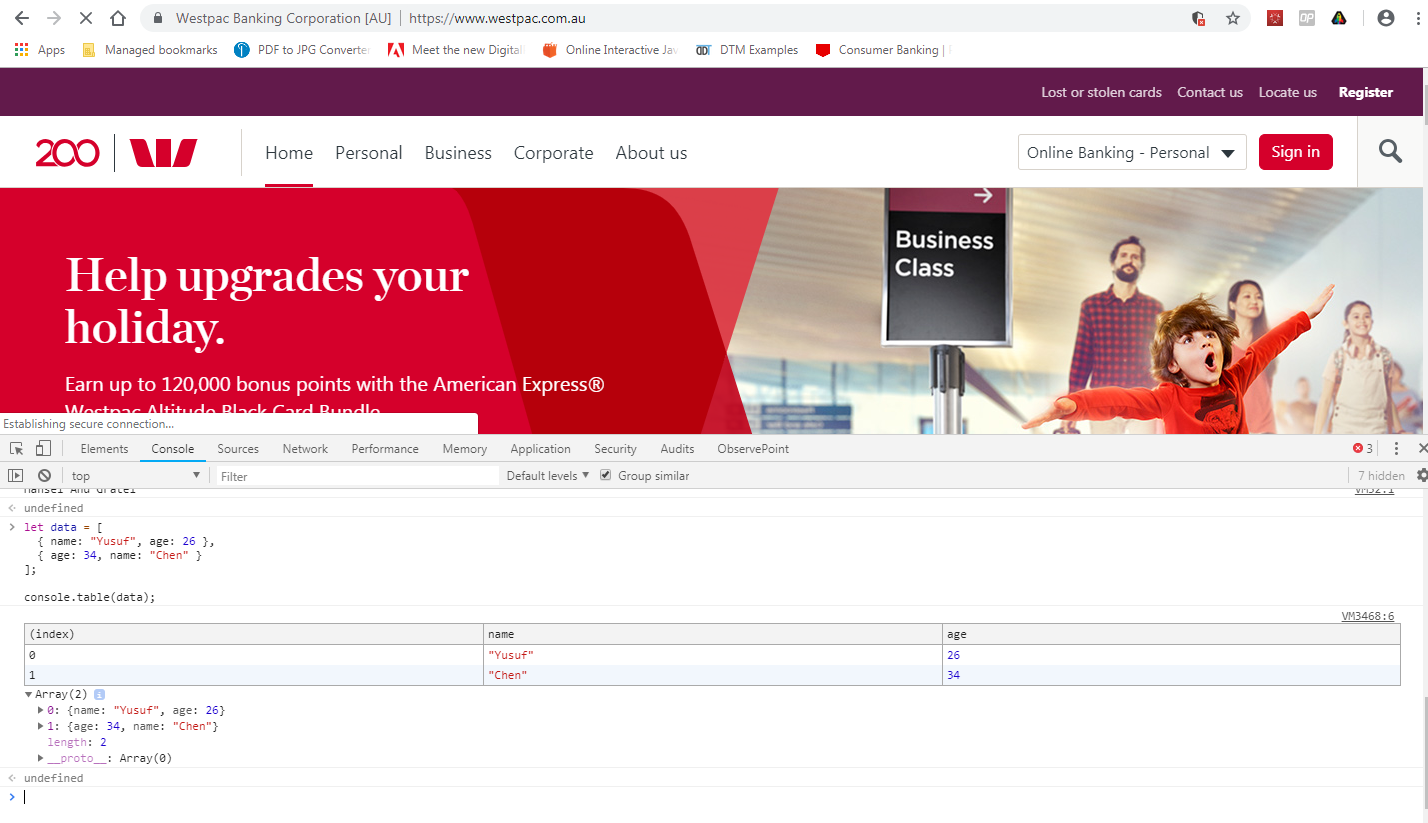 Westpac Banking Corporation [AU] | https://www.westpac.com.au
Apps Managed bookmarks PDF to JPG Converter Meet the new Digital Online Interactive Jav DTM Examples Consumer Banking |
Lost or stolen cards Contact us Locate us Register
200 Home Personal Business Corporate About us Online Banking - Personal Sign in
Business
Class
Help upgrades your
holiday.
Earn up to 120,000 bonus points with the American Express®
Westpac Altitude Black Card Bundle
Establishing secure connection...
Elements Console Sources Network Performance Memory Application Security Audits ObservePoint 3
top Filter Default levels Group similar 7 hidden
Hansel And Gratel VM52:1
undefined
let data = [
{ name: "Yusuf", age: 26 },
{ age: 34, name: "Chen" }
];
console.table(data);
VM3468:6
(index) name age
0 "Yusuf" 26
1 "Chen" 34
Array(2)
0: {name: "Yusuf", age: 26}
1: {age: 34, name: "Chen"}
length: 2
__proto__: Array(0)
undefined